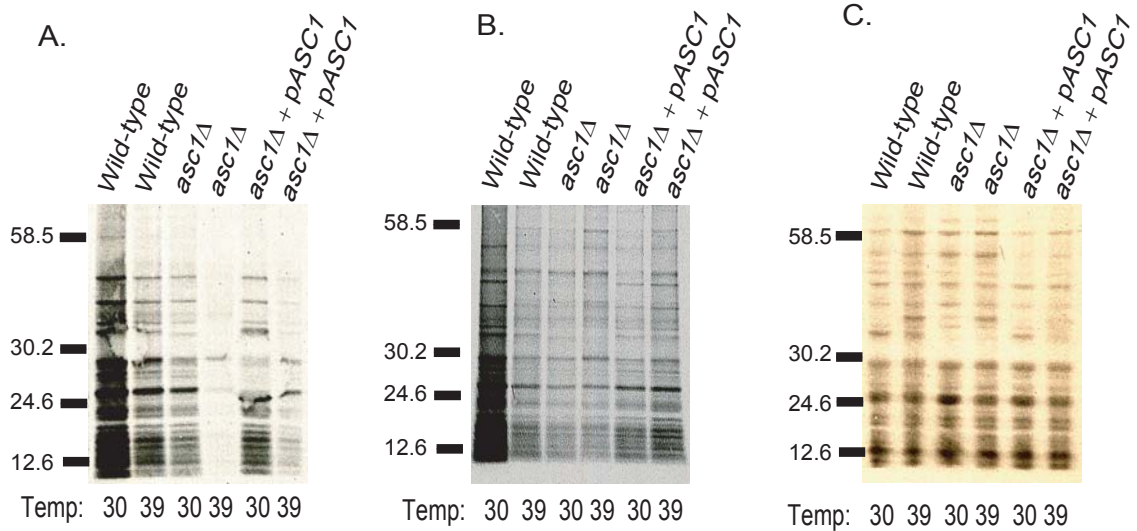 A.
Wild-type
Wild-type
asc1Δ
asc1Δ
asc1Δ + pASC1
asc1Δ + pASC1
58.5
30.2
24.6
12.6
Temp: 30 39 30 39 30 39
B.
Wild-type
Wild-type
asc1Δ
asc1Δ
asc1Δ + pASC1
asc1Δ + pASC1
58.5
30.2
24.6
12.6
Temp: 30 39 30 39 30 39
C.
Wild-type
Wild-type
asc1Δ
asc1Δ
asc1Δ + pASC1
asc1Δ + pASC1
58.5
30.2
24.6
12.6
Temp: 30 39 30 39 30 39